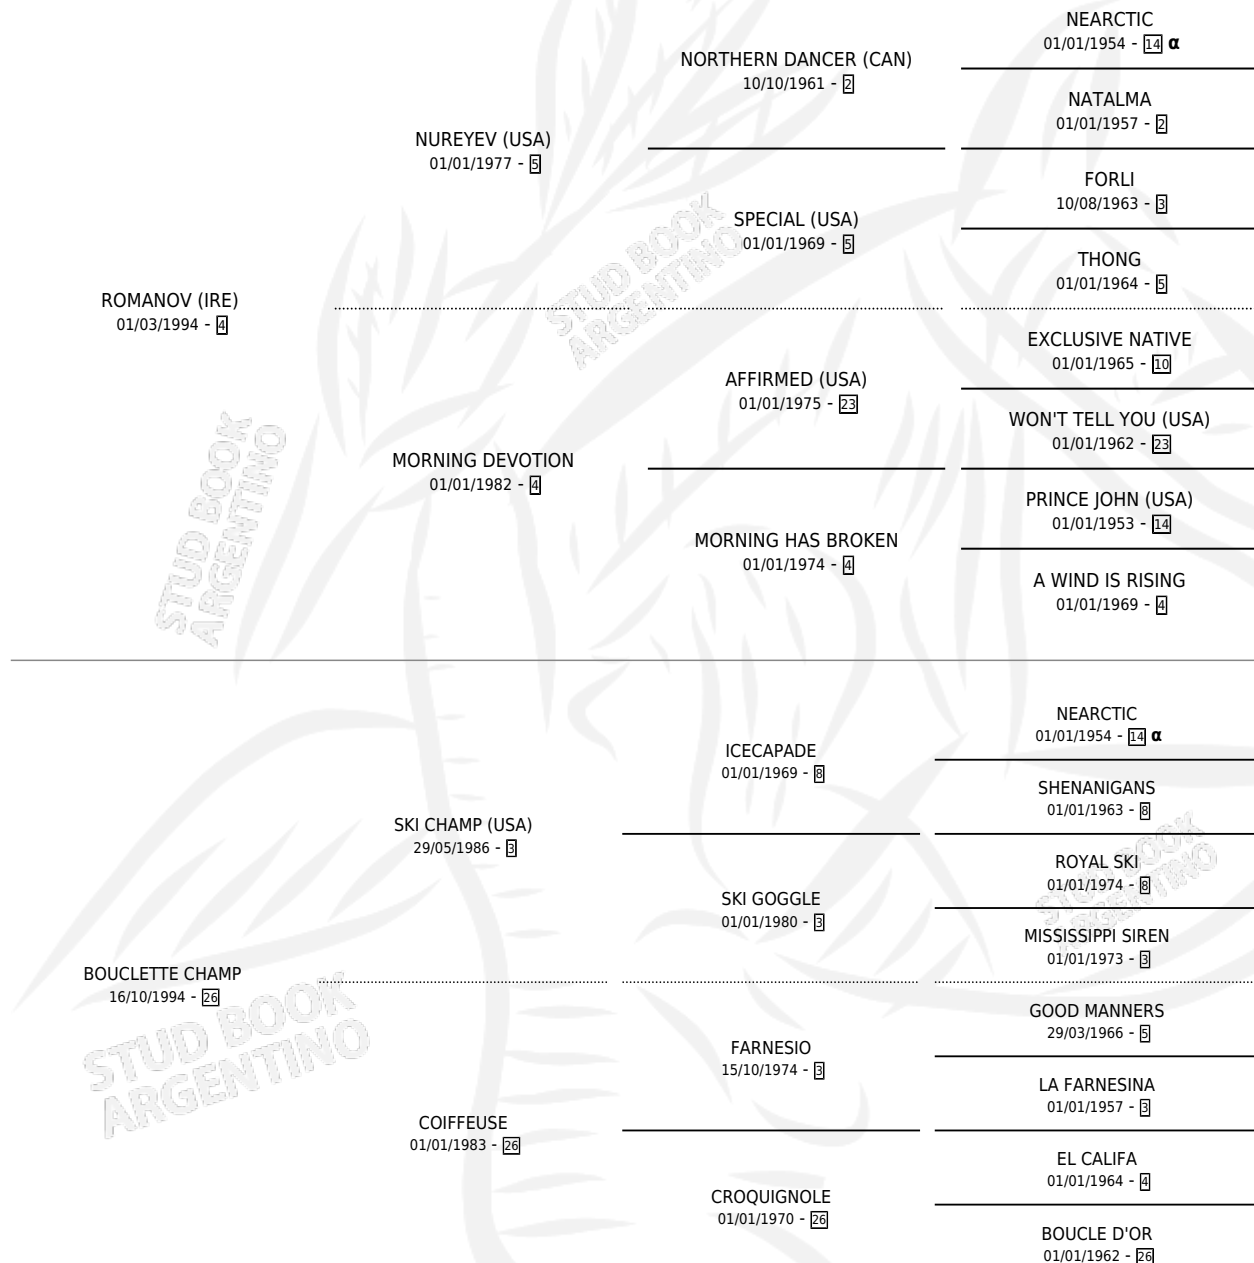 NEARCTIC
01/01/1954 - 14 α
NORTHERN DANCER (CAN)
10/10/1961 - 2
NATALMA
01/01/1957 - 2
NUREYEV (USA)
01/01/1977 - 5
FORLI
10/08/1963 - 3
SPECIAL (USA)
01/01/1969 - 5
THONG
01/01/1964 - 5
ROMANOV (IRE)
01/03/1994 - 4
EXCLUSIVE NATIVE
01/01/1965 - 10
AFFIRMED (USA)
01/01/1975 - 23
WON'T TELL YOU (USA)
01/01/1962 - 23
MORNING DEVOTION
01/01/1982 - 4
PRINCE JOHN (USA)
01/01/1953 - 14
MORNING HAS BROKEN
01/01/1974 - 4
A WIND IS RISING
01/01/1969 - 4
NEARCTIC
01/01/1954 - 14 α
ICECAPADE
01/01/1969 - 8
SHENANIGANS
01/01/1963 - 8
SKI CHAMP (USA)
29/05/1986 - 3
ROYAL SKI
01/01/1974 - 8
SKI GOGGLE
01/01/1980 - 3
MISSISSIPPI SIREN
01/01/1973 - 3
BOUCLETTE CHAMP
16/10/1994 - 26
GOOD MANNERS
29/03/1966 - 5
FARNESIO
15/10/1974 - 3
LA FARNESINA
01/01/1957 - 3
COIFFEUSE
01/01/1983 - 26
EL CALIFA
01/01/1964 - 4
CROQUIGNOLE
01/01/1970 - 26
BOUCLE D'OR
01/01/1962 - 26
STUD BOOK
ARGENTINO
STUD BOOK
ARGENTINO
STUD BOOK
ARGENTINO
STUD BOOK
ARGENTINO